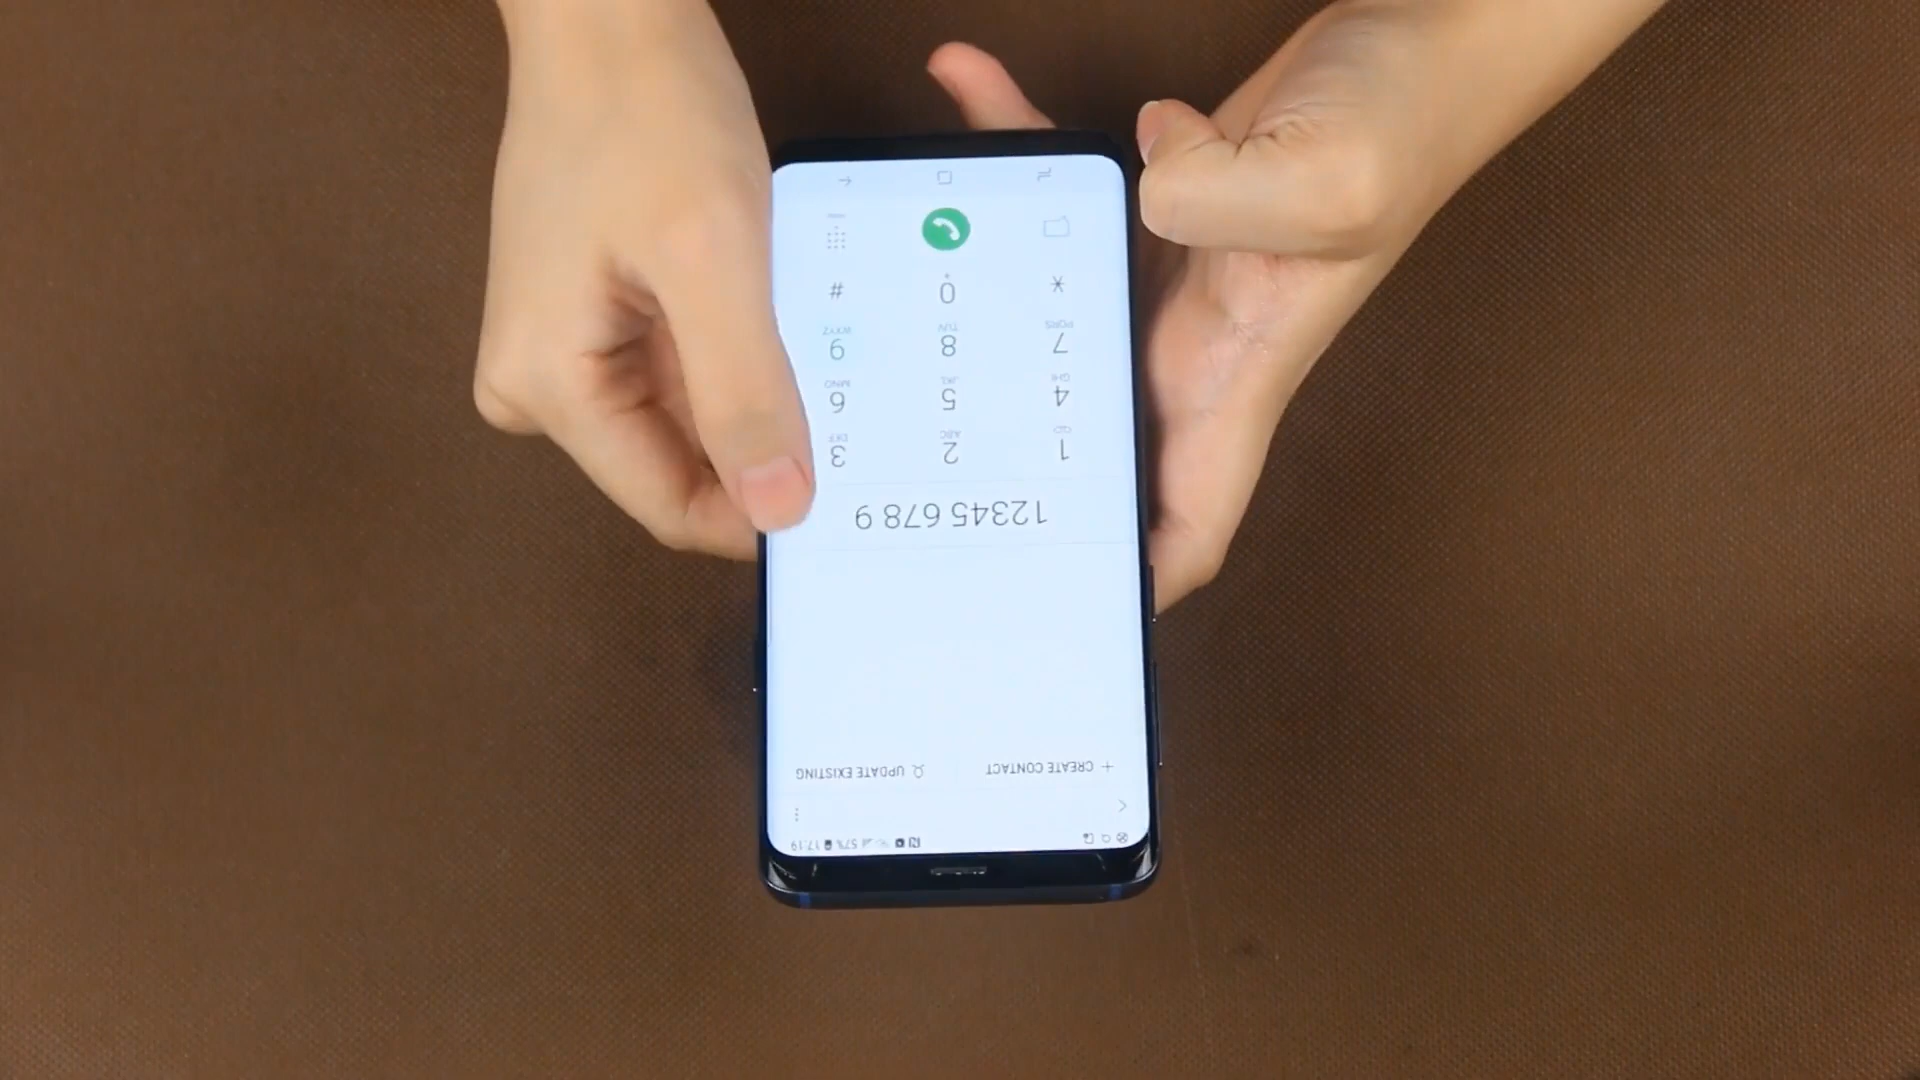 57% 17:19
+ CREATE CONTACT UPDATE EXISTING
12345 678 9
1 2 3
ABC DEF
4 5 6
GHI JKL MNO
7 8 9
PQRS TUV WXYZ
* 0 #
+